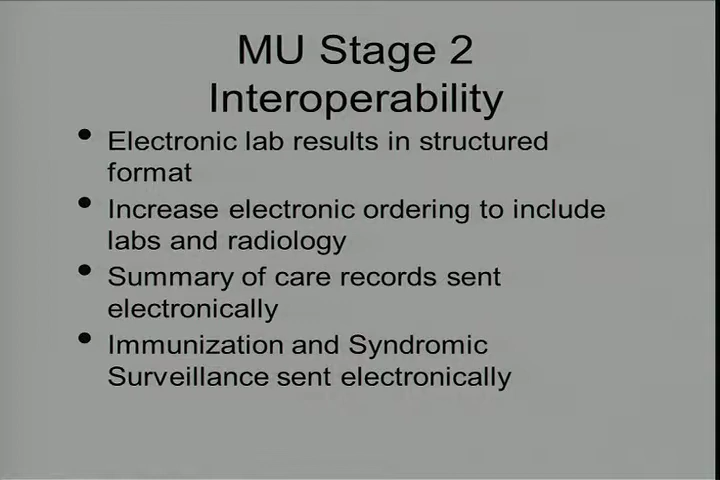 MU Stage 2
Interoperability
• Electronic lab results in structured
format
• Increase electronic ordering to include
labs and radiology
• Summary of care records sent
electronically
• Immunization and Syndromic
Surveillance sent electronically